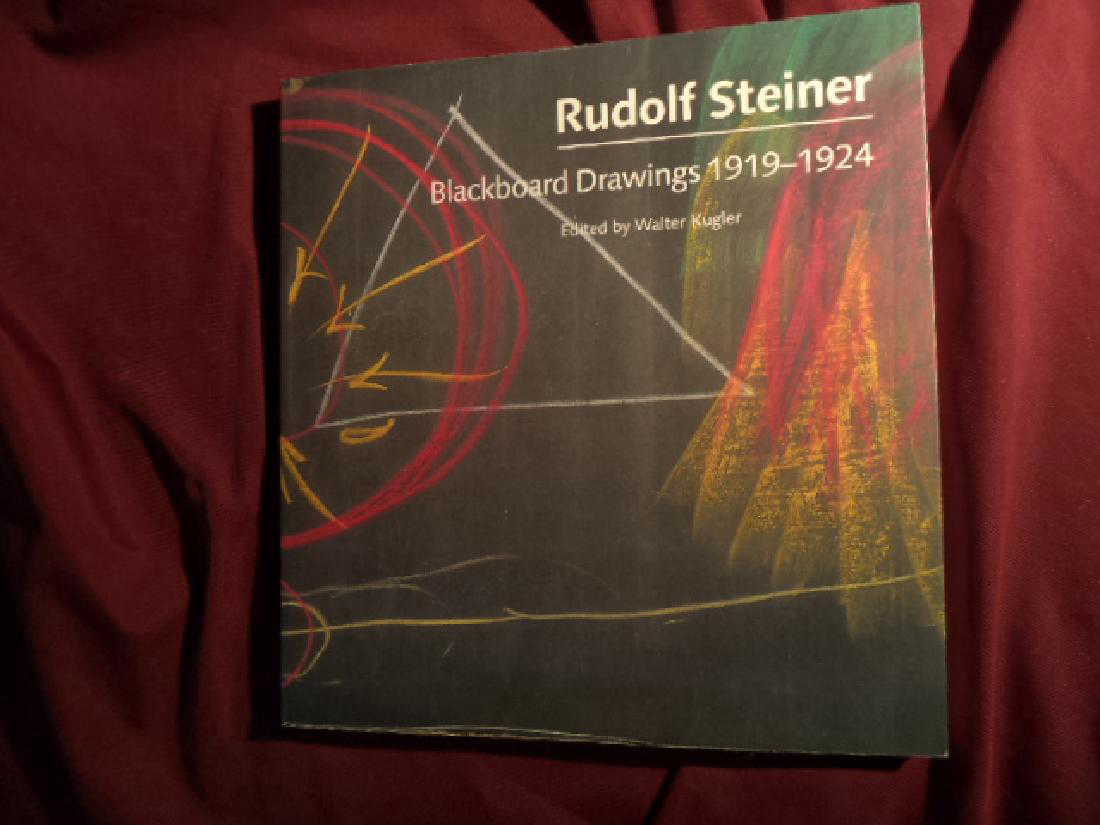 Rudolf Steiner
Blackboard Drawings 1919–1924
Edited by Walter Kugler